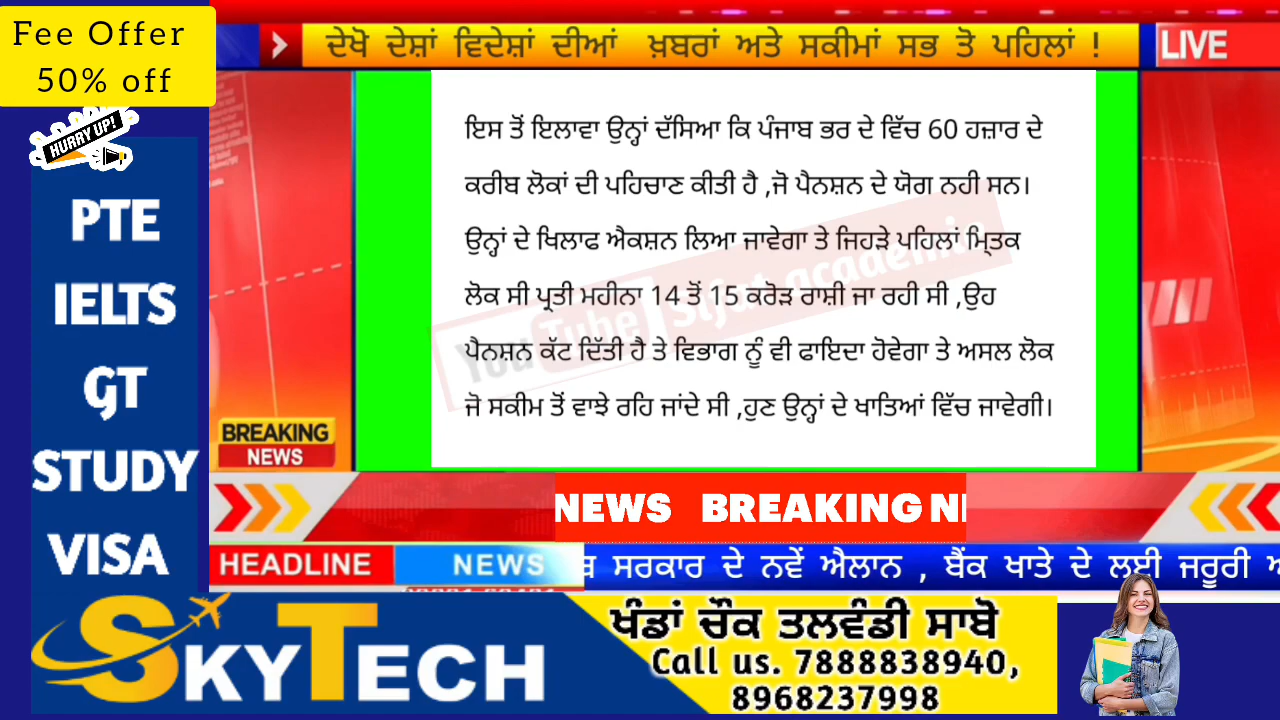 Fee Offer
50% off
HURRY UP!
PTE
IELTS
GT
STUDY
VISA
ਦੇਖੋ ਦੇਸ਼ਾਂ ਵਿਦੇਸ਼ਾਂ ਦੀਆਂ ਖ਼ਬਰਾਂ ਅਤੇ ਸਕੀਮਾਂ ਸਭ ਤੋ ਪਹਿਲਾਂ !
LIVE
ਇਸ ਤੋਂ ਇਲਾਵਾ ਉਨ੍ਹਾਂ ਦੱਸਿਆ ਕਿ ਪੰਜਾਬ ਭਰ ਦੇ ਵਿੱਚ 60 ਹਜ਼ਾਰ ਦੇ
ਕਰੀਬ ਲੋਕਾਂ ਦੀ ਪਹਿਚਾਣ ਕੀਤੀ ਹੈ ,ਜੋ ਪੈਨਸ਼ਨ ਦੇ ਯੋਗ ਨਹੀ ਸਨ।
ਉਨ੍ਹਾਂ ਦੇ ਖਿਲਾਫ ਐਕਸ਼ਨ ਲਿਆ ਜਾਵੇਗਾ ਤੇ ਜਿਹੜੇ ਪਹਿਲਾਂ ਮ੍ਰਿਤਕ
ਲੋਕ ਸੀ ਪ੍ਰਤੀ ਮਹੀਨਾ 14 ਤੋਂ 15 ਕਰੋੜ ਰਾਸ਼ੀ ਜਾ ਰਹੀ ਸੀ ,ਉਹ
ਪੈਨਸ਼ਨ ਕੱਟ ਦਿੱਤੀ ਹੈ ਤੇ ਵਿਭਾਗ ਨੂੰ ਵੀ ਫਾਇਦਾ ਹੋਵੇਗਾ ਤੇ ਅਸਲ ਲੋਕ
ਜੋ ਸਕੀਮ ਤੋਂ ਵਾਝੇ ਰਹਿ ਜਾਂਦੇ ਸੀ ,ਹੁਣ ਉਨ੍ਹਾਂ ਦੇ ਖਾਤਿਆਂ ਵਿੱਚ ਜਾਵੇਗੀ।
YouTube academic
BREAKING
NEWS
NEWS BREAKING
HEADLINE NEWS ਸਰਕਾਰ ਦੇ ਨਵੇਂ ਐਲਾਨ , ਬੈਂਕ ਖਾਤੇ ਦੇ ਲਈ ਜਰੂਰੀ
SKYTECH
ਖੰਡਾਂ ਚੌਕ ਤਲਵੰਡੀ ਸਾਬੋ
Call us. 7888838940,
8968237998